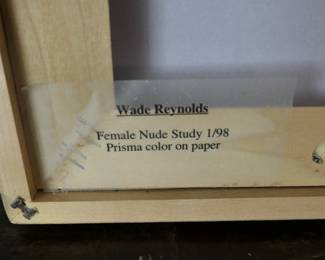 Wade Reynolds
Female Nude Study 1/98
Prisma color on paper